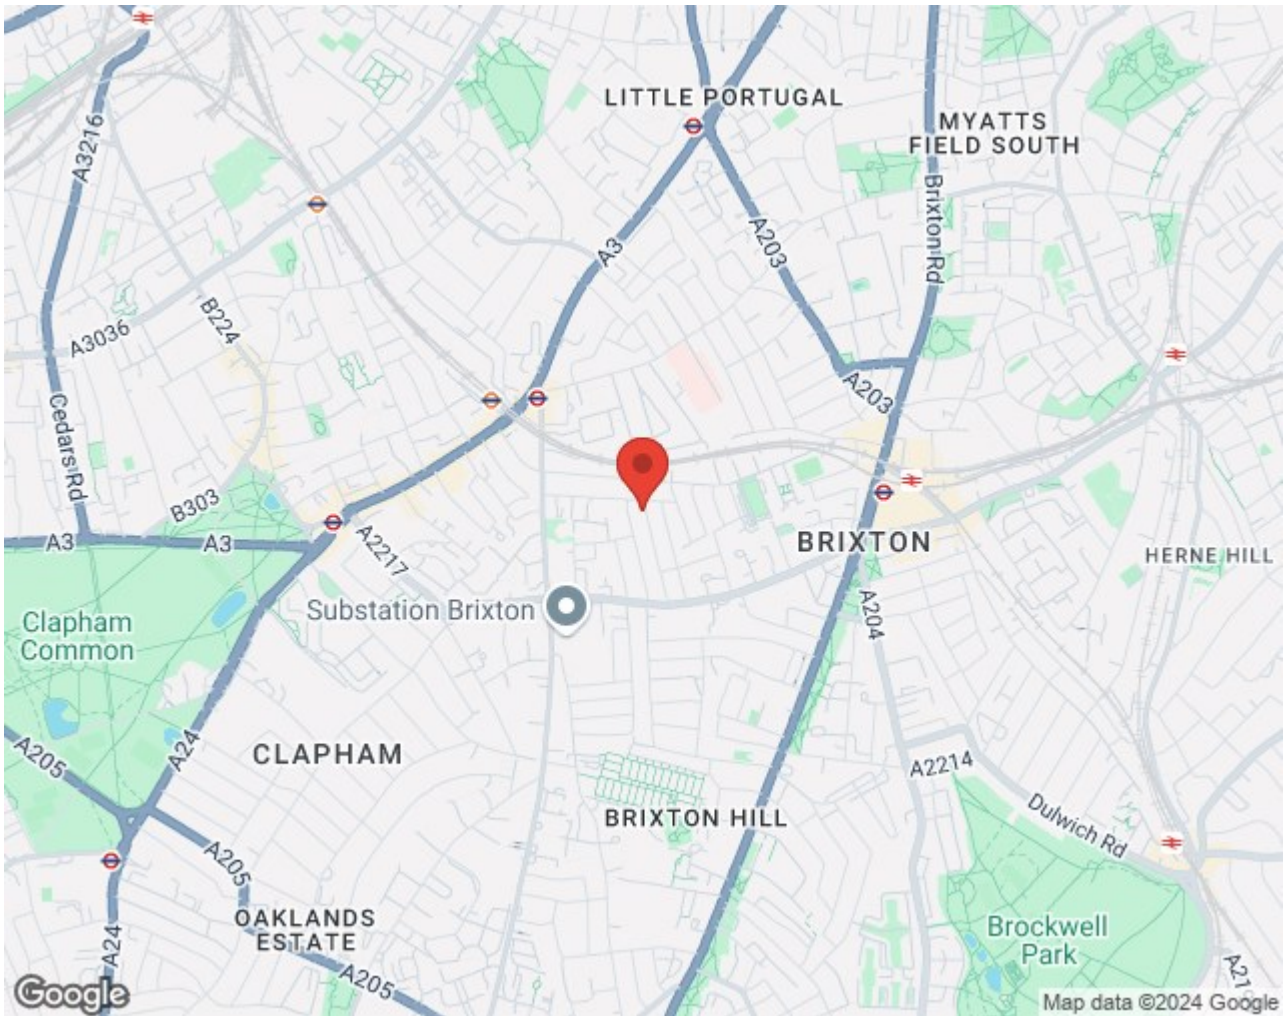 LITTLE PORTUGAL
MYATTS
FIELD SOUTH
A3216
Brixton Rd
A3
A203
B224
A3036
A203
Cedars Rd
B303
A3
A3
A2217
BRIXTON
HERNE HILL
Substation Brixton
A204
Clapham
Common
A24
A205
CLAPHAM
A2214
BRIXTON HILL
Dulwich Rd
A205
OAKLANDS
ESTATE
A24
Brockwell
Park
A205
Google
Map data ©2024 Google